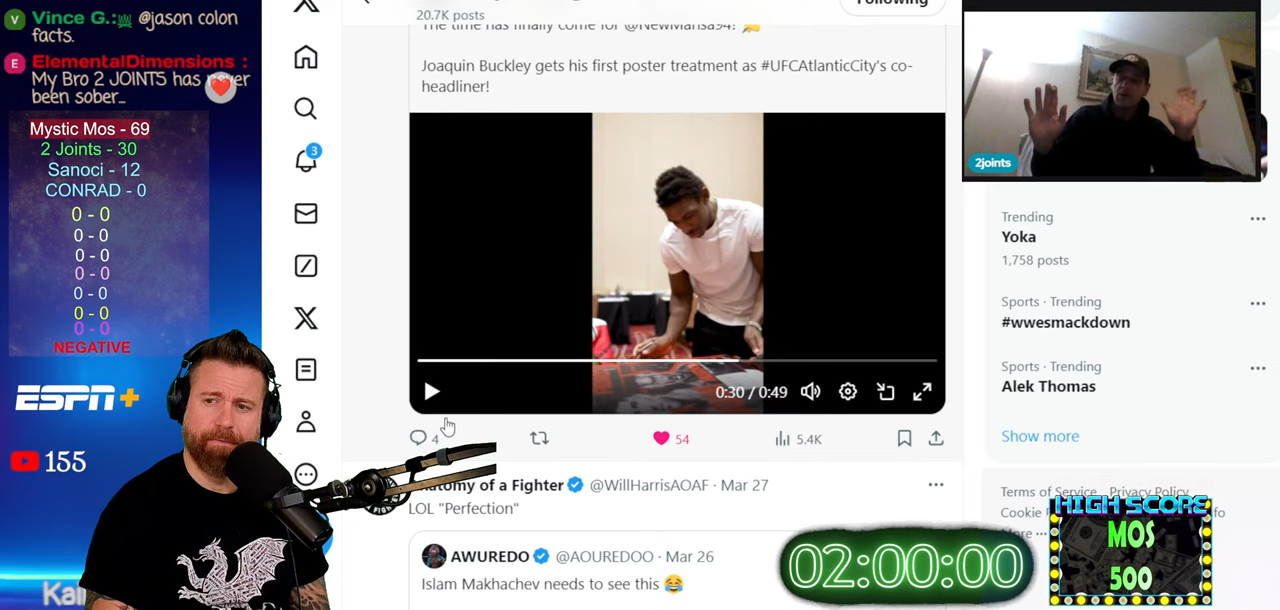 Vince G.: @jason colon
facts.
ElementalDimensions :
My Bro 2 JOINTS has never
been sober...
Mystic Mos - 69
2 Joints - 30
Sanoci - 12
CONRAD - 0
0 - 0
0 - 0
0 - 0
0 - 0
0 - 0
0 - 0
0 - 0
NEGATIVE
ESPN+
155
20.7K posts
Following
The time has finally come for @NewMansa94!
Joaquin Buckley gets his first poster treatment as #UFCAtlanticCity's co-
headliner!
0:30 / 0:49
4
54
5.4K
of a Fighter @WillHarrisAOAF · Mar 27
LOL "Perfection"
AWUREDO @AOUREDOO · Mar 26
Islam Makhachev needs to see this 😂
3
2joints
Trending
Yoka
1,758 posts
Sports · Trending
#wwesmackdown
Sports · Trending
Alek Thomas
Show more
Terms of Service Privacy Policy
Cookie
HIGH SCORE
MOS
500
02:00:00